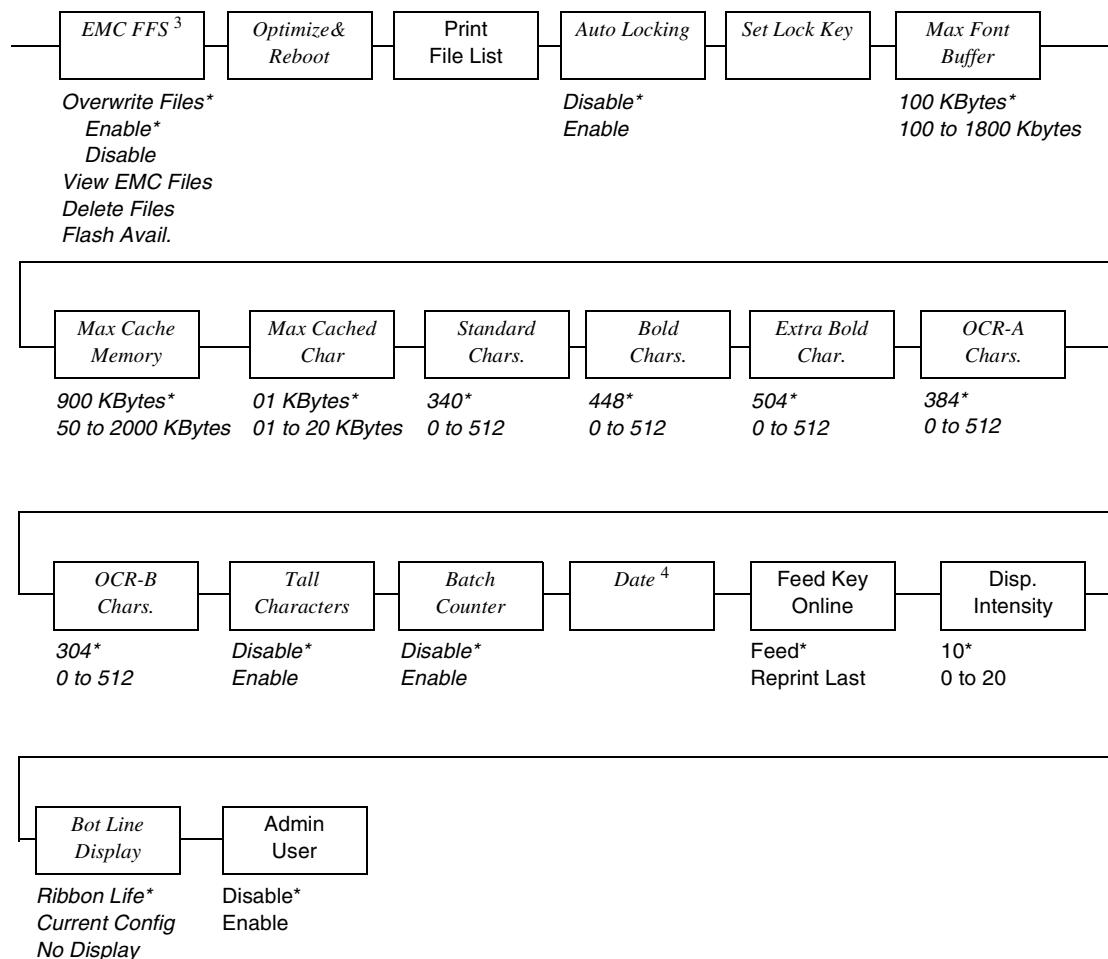 EMC FFS 3
Optimize&
Reboot
Print
File List
Auto Locking
Set Lock Key
Max Font
Buffer
Overwrite Files*
Enable*
Disable
View EMC Files
Delete Files
Flash Avail.
Disable*
Enable
100 KBytes*
100 to 1800 Kbytes
Max Cache
Memory
Max Cached
Char
Standard
Chars.
Bold
Chars.
Extra Bold
Char.
OCR-A
Chars.
900 KBytes*
50 to 2000 KBytes
01 KBytes*
01 to 20 KBytes
340*
0 to 512
448*
0 to 512
504*
0 to 512
384*
0 to 512
OCR-B
Chars.
Tall
Characters
Batch
Counter
Date 4
Feed Key
Online
Disp.
Intensity
304*
0 to 512
Disable*
Enable
Disable*
Enable
Feed*
Reprint Last
10*
0 to 20
Bot Line
Display
Admin
User
Ribbon Life*
Current Config
No Display
Disable*
Enable